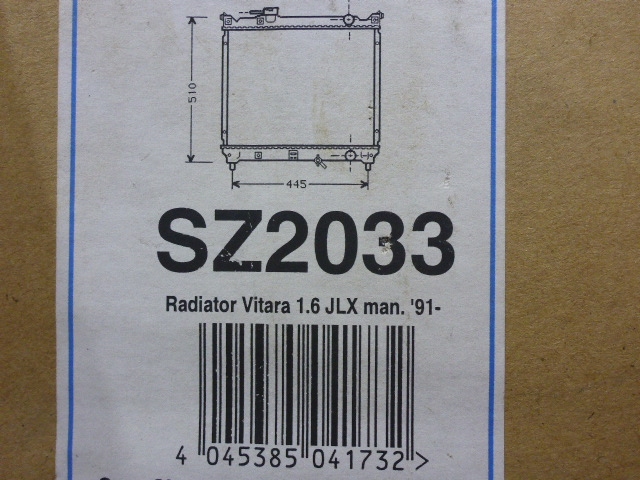 510
445
SZ2033
Radiator Vitara 1.6 JLX man. '91-
4 045385 041732 >